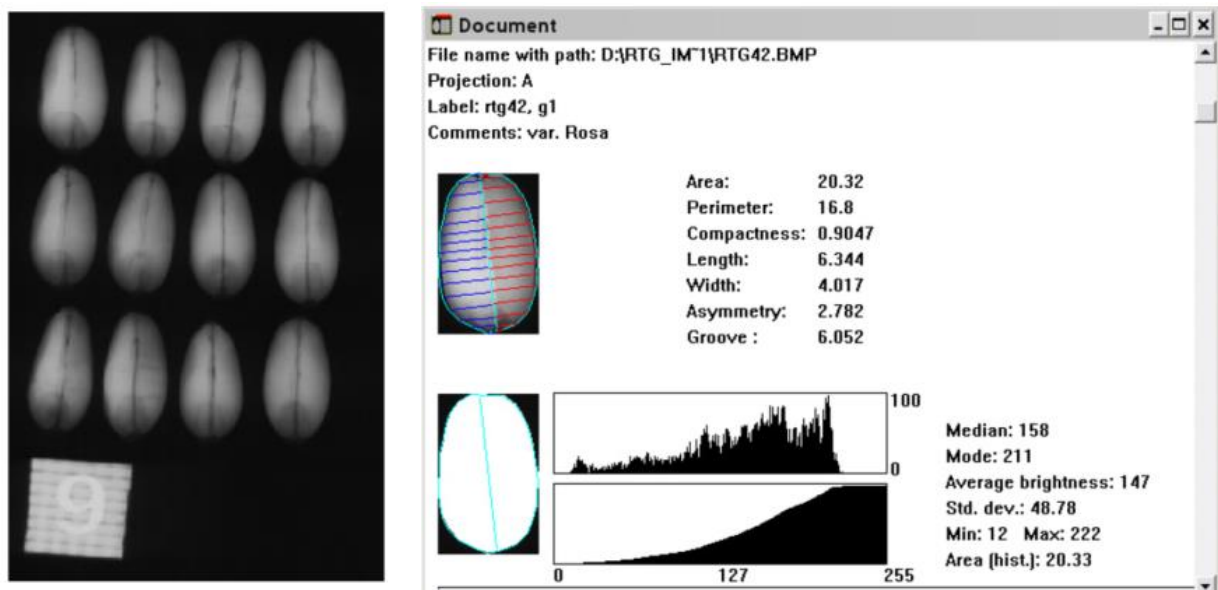 9
Document
File name with path: D:\RTG_IM~1\RTG42.BMP
Projection: A
Label: rtg42, g1
Comments: var. Rosa
Area: 20.32
Perimeter: 16.8
Compactness: 0.9047
Length: 6.344
Width: 4.017
Asymmetry: 2.782
Groove : 6.052
100
0
Median: 158
Mode: 211
Average brightness: 147
Std. dev.: 48.78
Min: 12 Max: 222
Area (hist.): 20.33
0 127 255